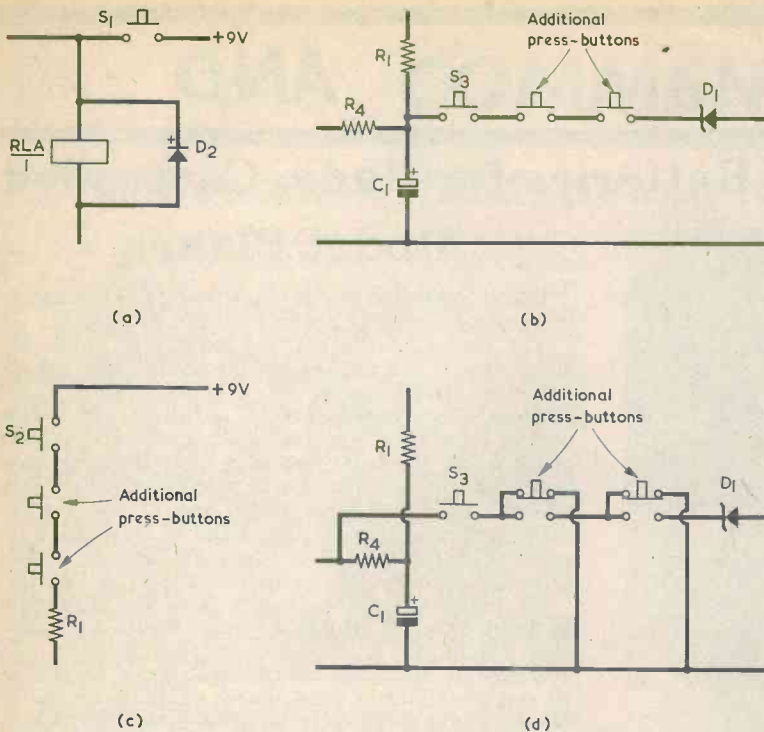 S1
+9V
RLA
1
+
D2
(a)
Additional
press-buttons
R1
S3
D1
R4
+
C1
(b)
+9V
S2
Additional
press-buttons
R1
(c)
Additional
press-buttons
R1
S3
D1
R4
+
C1
(d)